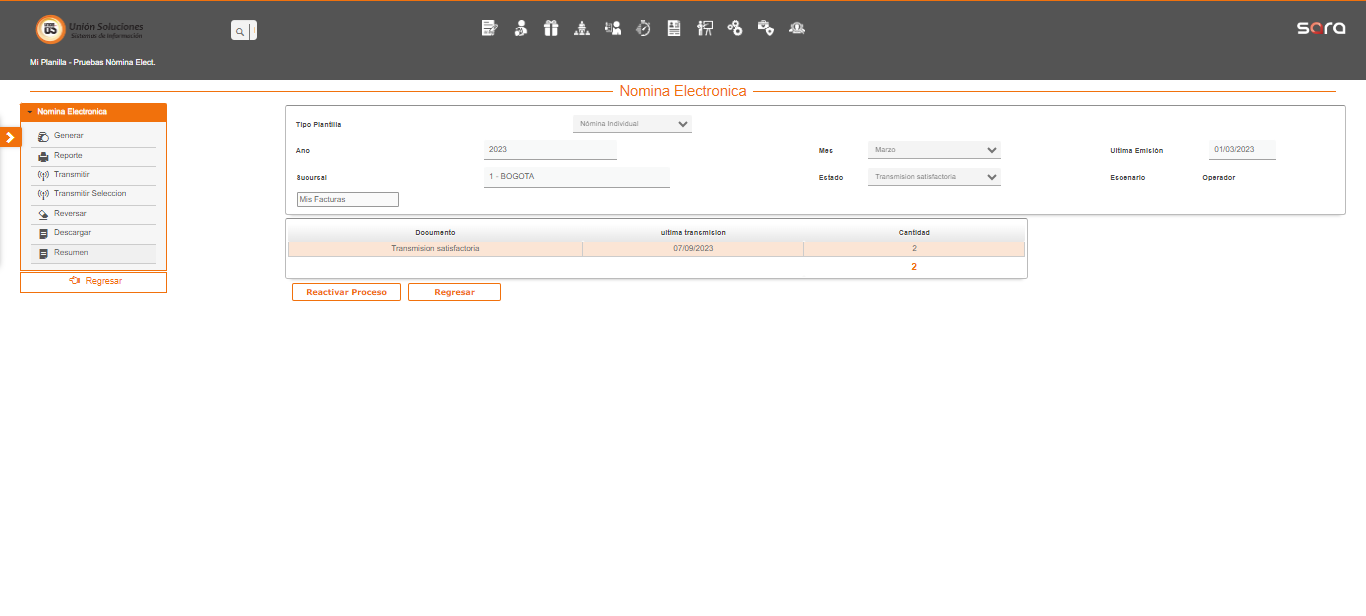 Unión Soluciones
Sistemas de Información
sora
Mi Planilla - Pruebas Nómina Elect.
Nomina Electronica
Nomina Electronica
Generar
Reporte
Transmitir
Transmitir Seleccion
Reversar
Descargar
Resumen
Regresar
Tipo Plantilla Nómina Individual
Ano 2023 Mes Marzo Ultima Emisión 01/03/2023
Sucursal 1 - BOGOTA Estado Transmision satisfactoria Escenario Operador
Mis Facturas
Documento ultima transmision Cantidad
Transmision satisfactoria 07/09/2023 2
2
Reactivar Proceso Regresar